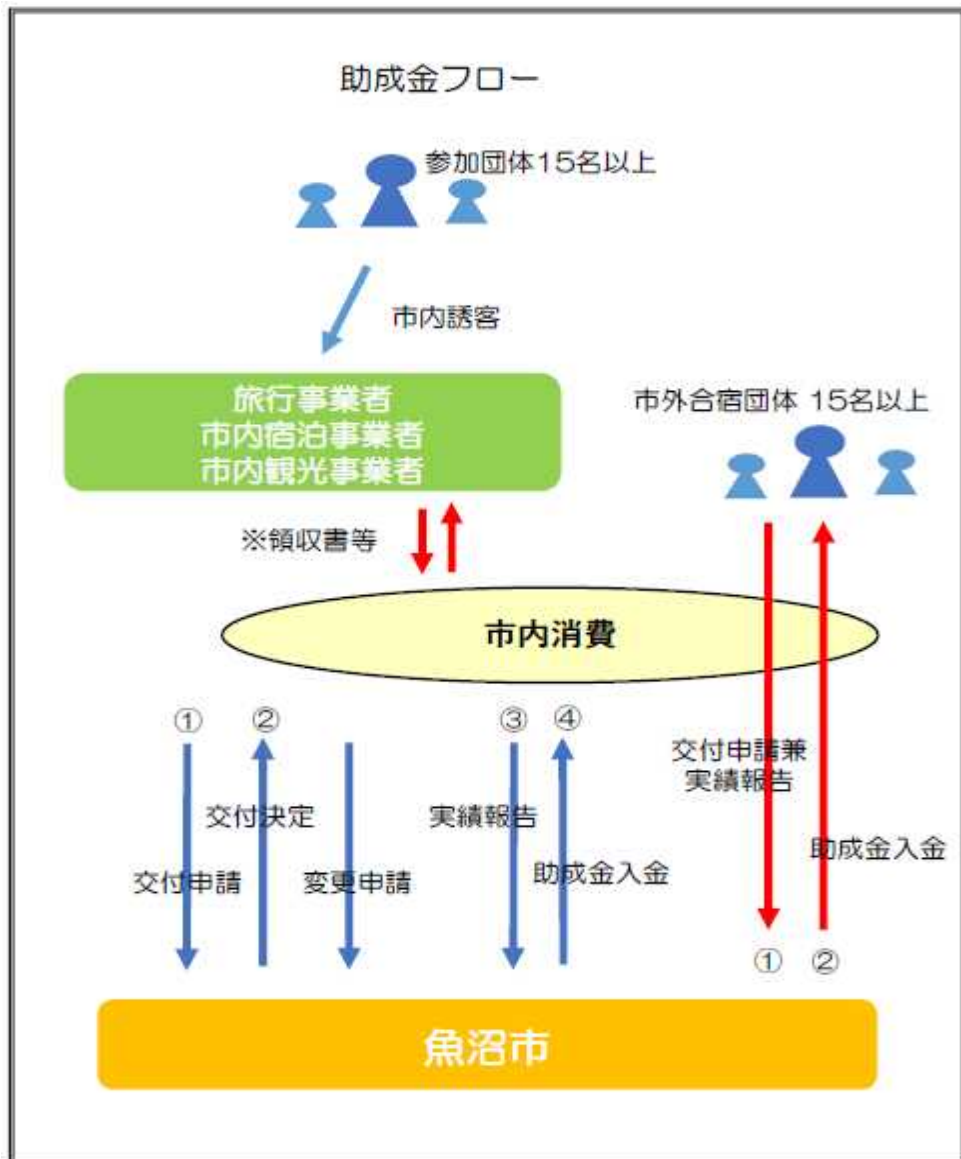 助成金フロー
参加団体15名以上
市内誘客
旅行事業者
市内宿泊事業者
市内観光事業者
市外合宿団体 15名以上
※領収書等
市内消費
① ② ③ ④
交付申請兼
実績報告
交付決定
実績報告
助成金入金
交付申請
変更申請
助成金入金
① ②
魚沼市